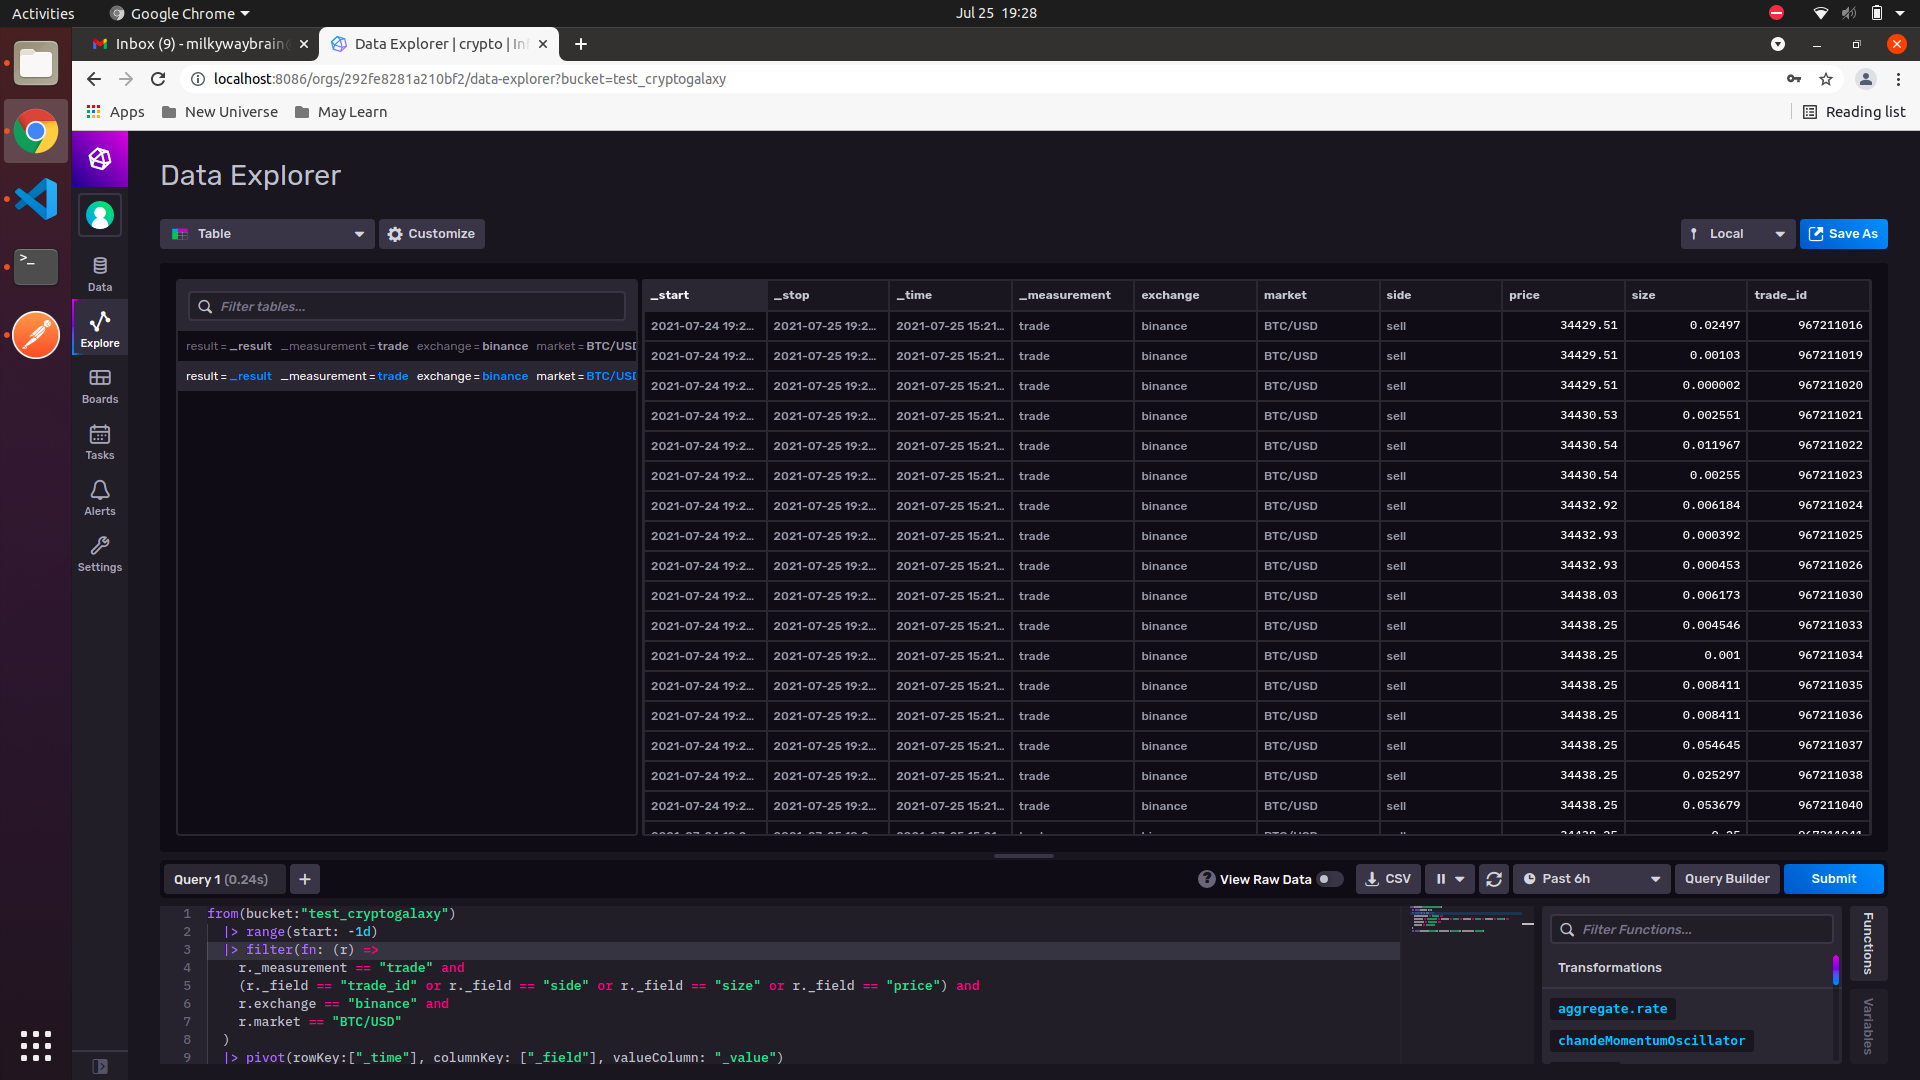 Activities Google Chrome Jul 25 19:28
Inbox (9) - milkywaybrain
Data Explorer | crypto | In
localhost:8086/orgs/292fe8281a210bf2/data-explorer?bucket=test_cryptogalaxy
Apps New Universe May Learn Reading list
Data Explorer
Table Customize Local Save As
Data
Explore
Boards
Tasks
Alerts
Settings
Filter tables...
result = _result _measurement = trade exchange = binance market = BTC/USD
result = _result _measurement = trade exchange = binance market = BTC/USD
_start _stop _time _measurement exchange market side price size trade_id
2021-07-24 19:2... 2021-07-25 19:2... 2021-07-25 15:21... trade binance BTC/USD sell 34429.51 0.02497 967211016
2021-07-24 19:2... 2021-07-25 19:2... 2021-07-25 15:21... trade binance BTC/USD sell 34429.51 0.00103 967211019
2021-07-24 19:2... 2021-07-25 19:2... 2021-07-25 15:21... trade binance BTC/USD sell 34429.51 0.000002 967211020
2021-07-24 19:2... 2021-07-25 19:2... 2021-07-25 15:21... trade binance BTC/USD sell 34430.53 0.002551 967211021
2021-07-24 19:2... 2021-07-25 19:2... 2021-07-25 15:21... trade binance BTC/USD sell 34430.54 0.011967 967211022
2021-07-24 19:2... 2021-07-25 19:2... 2021-07-25 15:21... trade binance BTC/USD sell 34430.54 0.00255 967211023
2021-07-24 19:2... 2021-07-25 19:2... 2021-07-25 15:21... trade binance BTC/USD sell 34432.92 0.006184 967211024
2021-07-24 19:2... 2021-07-25 19:2... 2021-07-25 15:21... trade binance BTC/USD sell 34432.93 0.000392 967211025
2021-07-24 19:2... 2021-07-25 19:2... 2021-07-25 15:21... trade binance BTC/USD sell 34432.93 0.000453 967211026
2021-07-24 19:2... 2021-07-25 19:2... 2021-07-25 15:21... trade binance BTC/USD sell 34438.03 0.006173 967211030
2021-07-24 19:2... 2021-07-25 19:2... 2021-07-25 15:21... trade binance BTC/USD sell 34438.25 0.004546 967211033
2021-07-24 19:2... 2021-07-25 19:2... 2021-07-25 15:21... trade binance BTC/USD sell 34438.25 0.001 967211034
2021-07-24 19:2... 2021-07-25 19:2... 2021-07-25 15:21... trade binance BTC/USD sell 34438.25 0.008411 967211035
2021-07-24 19:2... 2021-07-25 19:2... 2021-07-25 15:21... trade binance BTC/USD sell 34438.25 0.008411 967211036
2021-07-24 19:2... 2021-07-25 19:2... 2021-07-25 15:21... trade binance BTC/USD sell 34438.25 0.054645 967211037
2021-07-24 19:2... 2021-07-25 19:2... 2021-07-25 15:21... trade binance BTC/USD sell 34438.25 0.025297 967211038
2021-07-24 19:2... 2021-07-25 19:2... 2021-07-25 15:21... trade binance BTC/USD sell 34438.25 0.053679 967211040
Query 1 (0.24s) + View Raw Data CSV Past 6h Query Builder Submit
1 from(bucket:"test_cryptogalaxy")
2 |> range(start: -1d)
3 |> filter(fn: (r) =>
4 r._measurement == "trade" and
5 (r._field == "trade_id" or r._field == "side" or r._field == "size" or r._field == "price") and
6 r.exchange == "binance" and
7 r.market == "BTC/USD"
8 )
9 |> pivot(rowKey:["_time"], columnKey: ["_field"], valueColumn: "_value")
Filter Functions...
Transformations
aggregate.rate
chandeMomentumOscillator
Functions
Variables